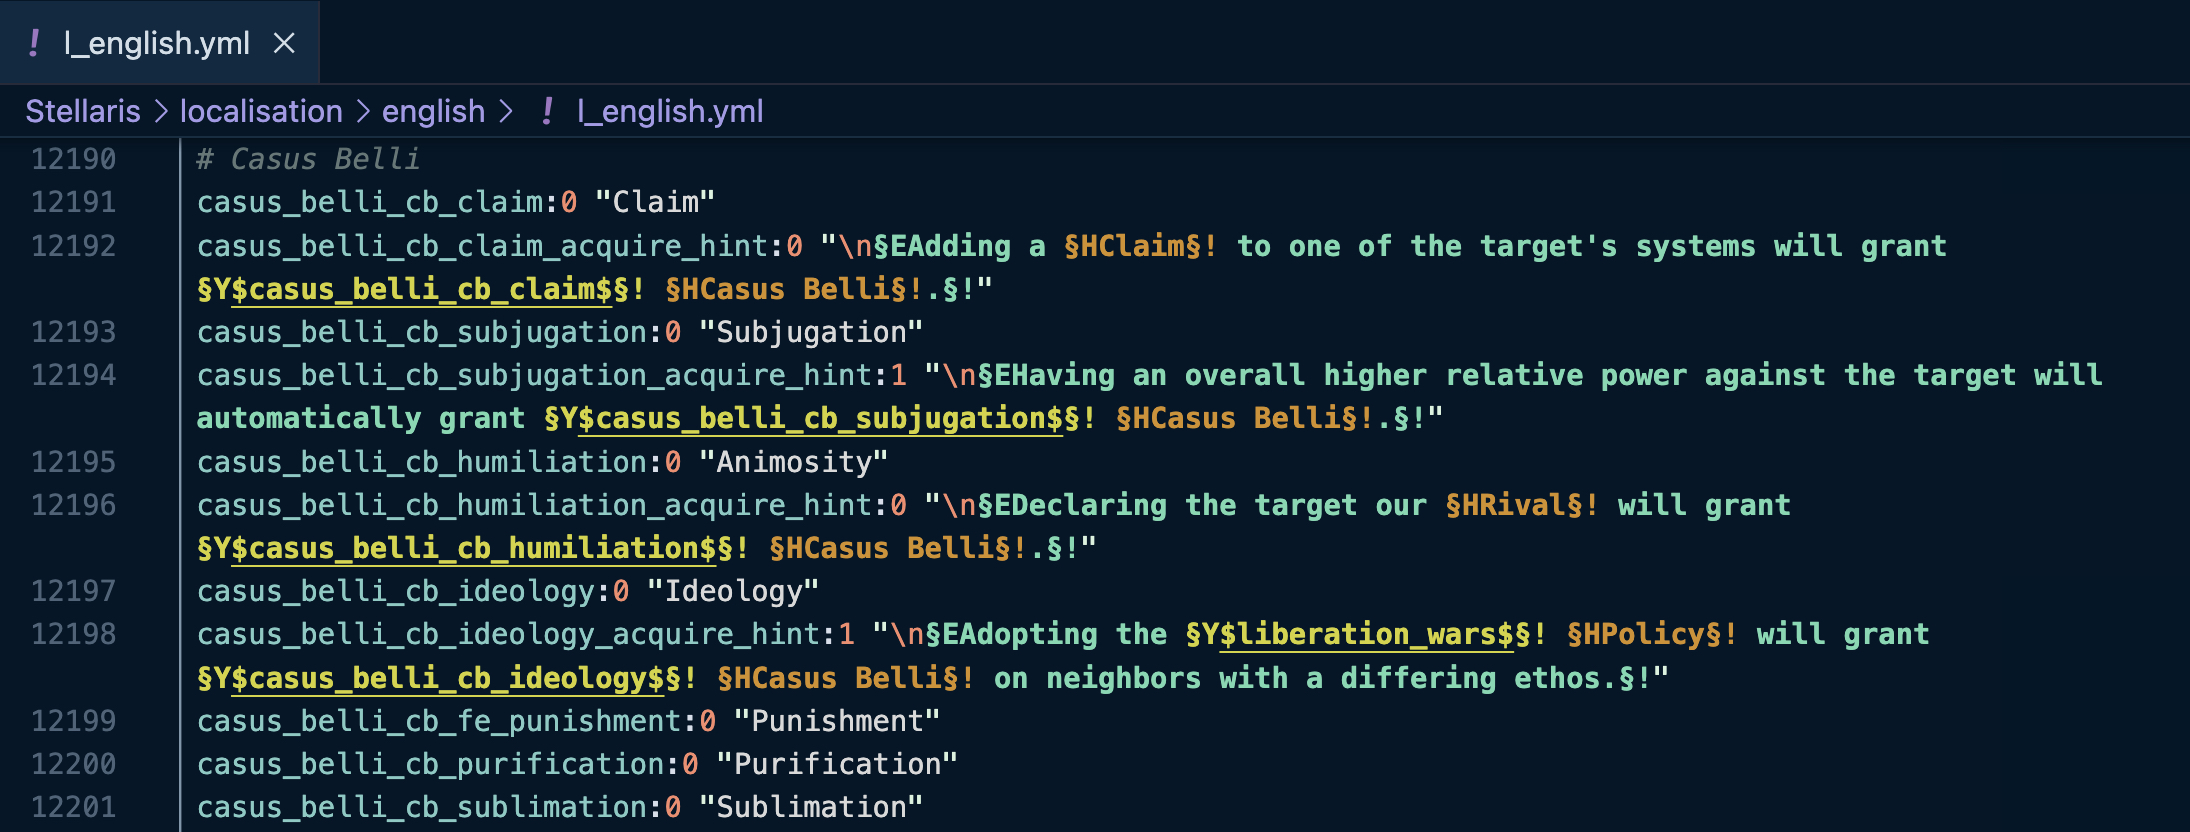 ! l_english.yml ×
Stellaris > localisation > english > ! l_english.yml
12190 # Casus Belli
12191 casus_belli_cb_claim:0 "Claim"
12192 casus_belli_cb_claim_acquire_hint:0 "\n§EAdding a §HClaim§! to one of the target's systems will grant
§Y$casus_belli_cb_claim$§! §HCasus Belli§!.§!"
12193 casus_belli_cb_subjugation:0 "Subjugation"
12194 casus_belli_cb_subjugation_acquire_hint:1 "\n§EHaving an overall higher relative power against the target will
automatically grant §Y$casus_belli_cb_subjugation$§! §HCasus Belli§!.§!"
12195 casus_belli_cb_humiliation:0 "Animosity"
12196 casus_belli_cb_humiliation_acquire_hint:0 "\n§EDeclaring the target our §HRival§! will grant
§Y$casus_belli_cb_humiliation$§! §HCasus Belli§!.§!"
12197 casus_belli_cb_ideology:0 "Ideology"
12198 casus_belli_cb_ideology_acquire_hint:1 "\n§EAdopting the §Y$liberation_wars$§! §HPolicy§! will grant
§Y$casus_belli_cb_ideology$§! §HCasus Belli§! on neighbors with a differing ethos.§!"
12199 casus_belli_cb_fe_punishment:0 "Punishment"
12200 casus_belli_cb_purification:0 "Purification"
12201 casus_belli_cb_sublimation:0 "Sublimation"